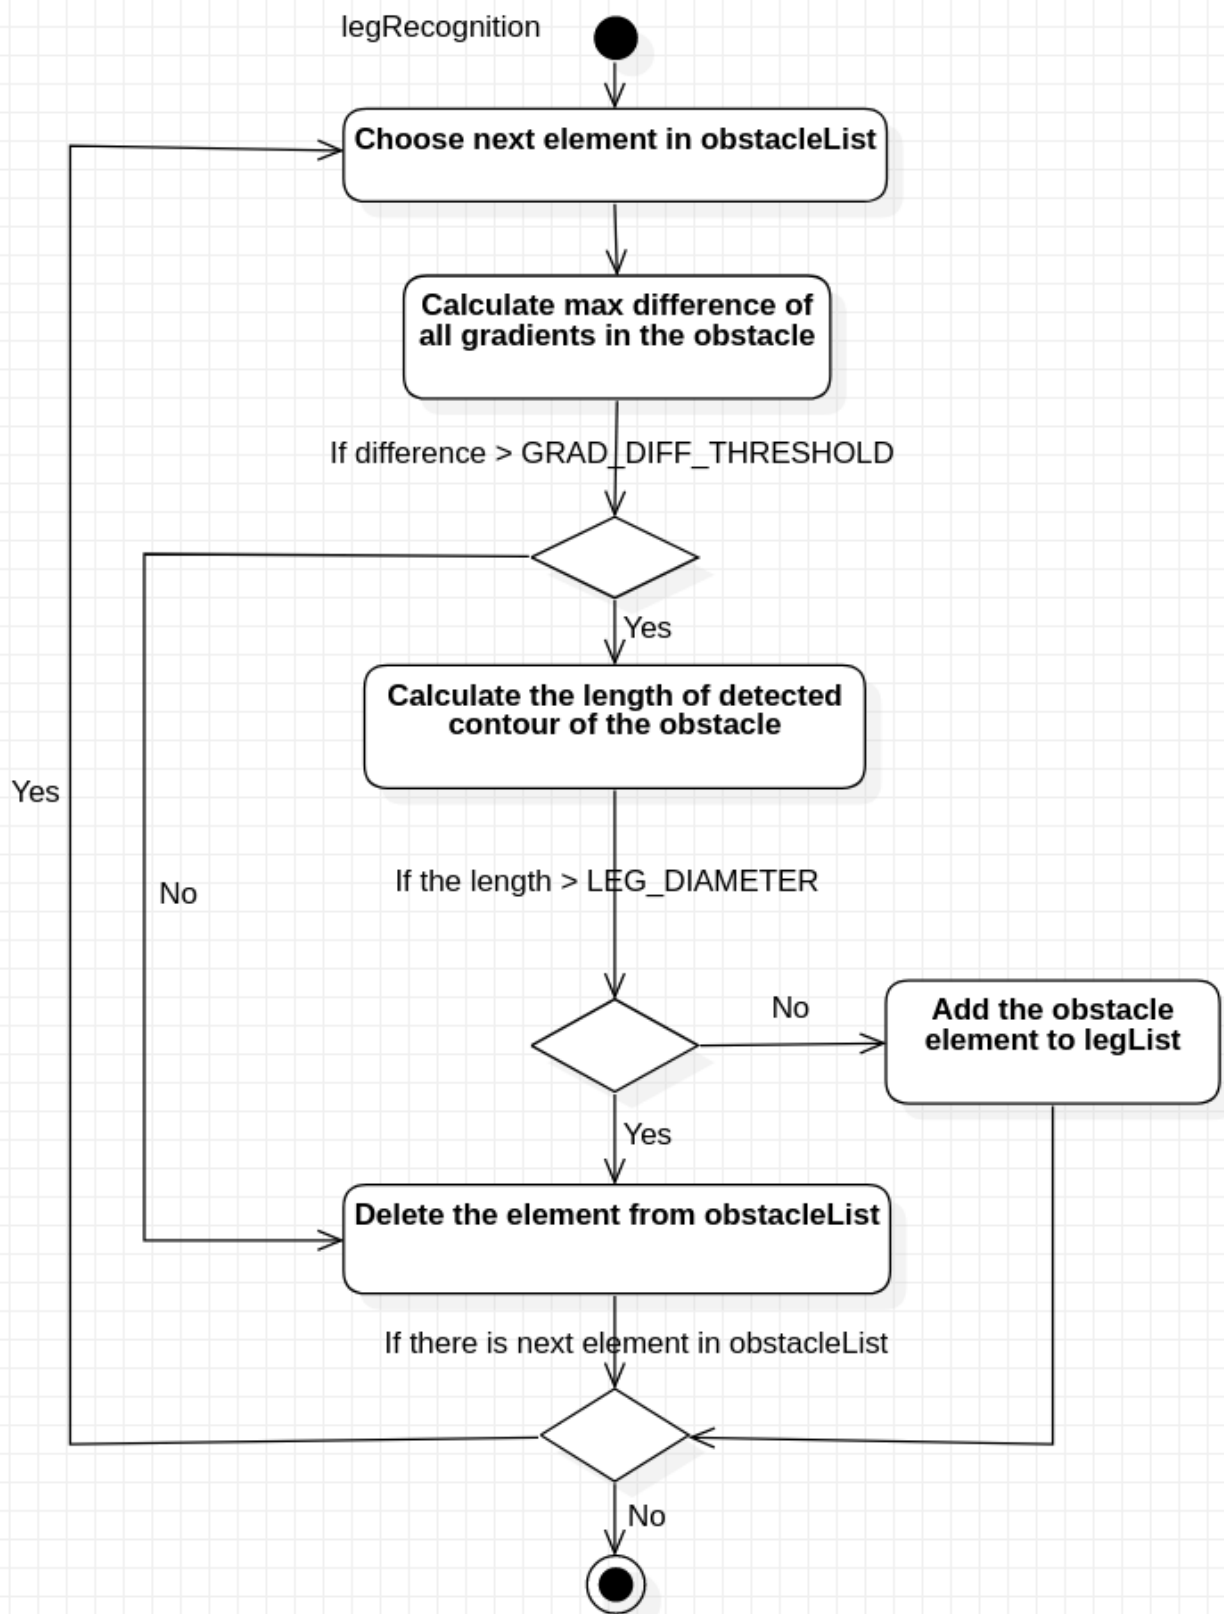 legRecognition
Choose next element in obstacleList
Calculate max difference of
all gradients in the obstacle
If difference > GRAD_DIFF_THRESHOLD
Yes
Calculate the length of detected
contour of the obstacle
Yes
No
If the length > LEG_DIAMETER
No
Add the obstacle
element to legList
Yes
Delete the element from obstacleList
If there is next element in obstacleList
No